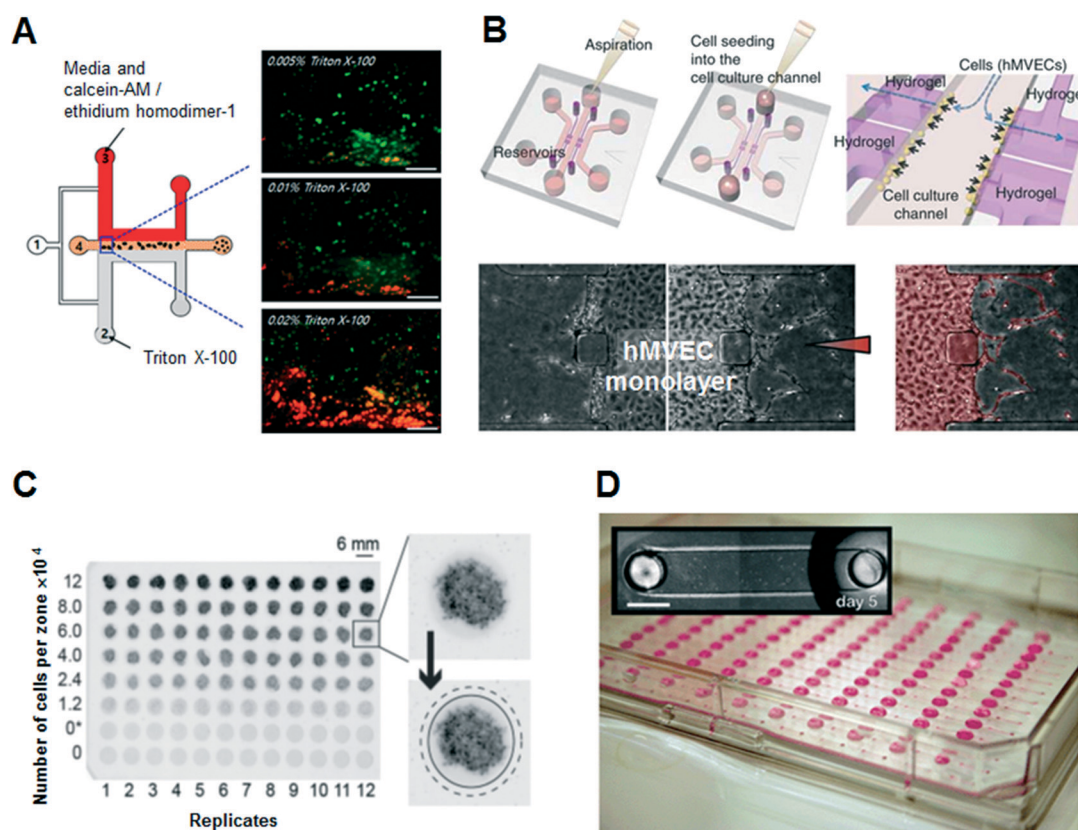 A
Media and
calcein-AM /
ethidium homodimer-1
3
1
4
2
Triton X-100
0.005% Triton X-100
0.01% Triton X-100
0.02% Triton X-100
B
Aspiration
Reservoirs
Cell seeding
into the
cell culture channel
Cells (hMVECs)
Hydrogel
Hydrogel
Hydrogel
Cell culture
channel
Hydrogel
hMVEC
monolayer
C
Number of cells per zone ×10⁴
6 mm
12
8.0
6.0
4.0
2.4
1.2
0*
0
1 2 3 4 5 6 7 8 9 10 11 12
Replicates
D
day 5